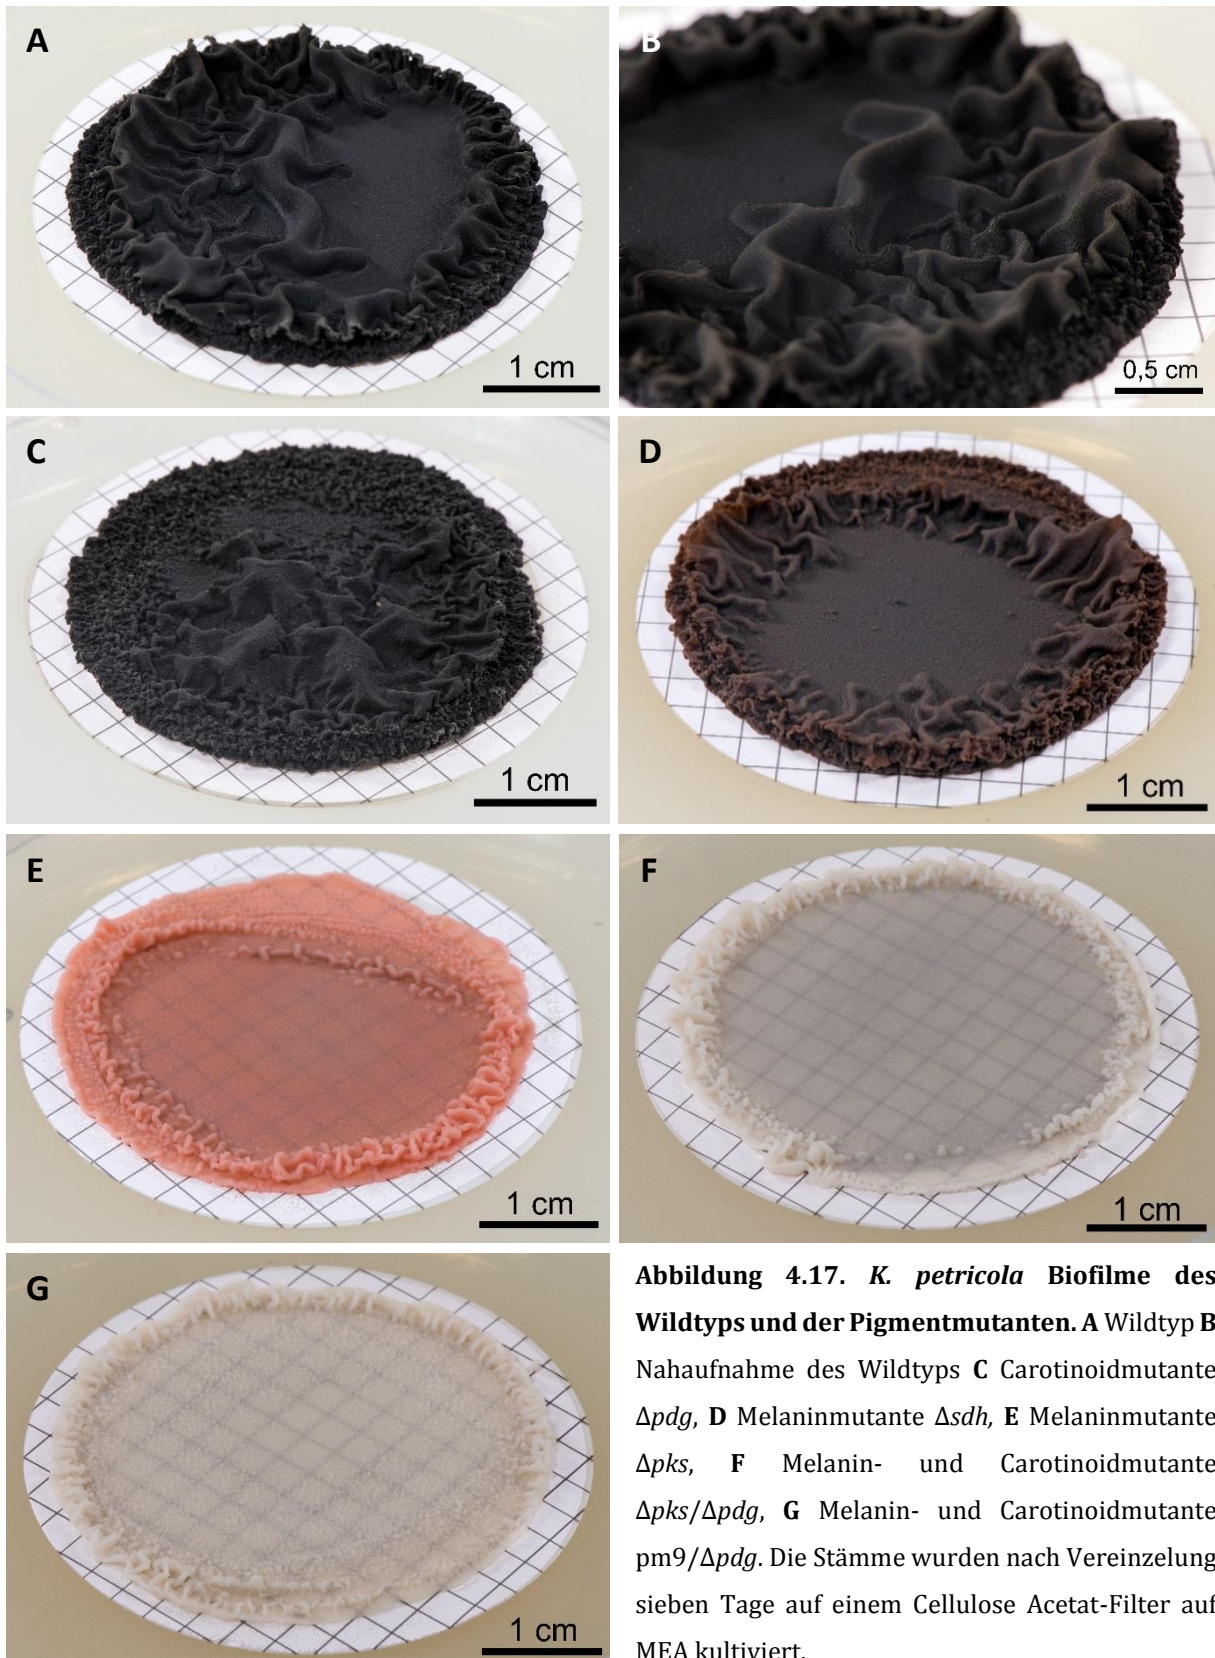 A
B
1 cm
0,5 cm
C
D
1 cm
1 cm
E
F
1 cm
1 cm
G
1 cm
Abbildung 4.17. K. petricola Biofilme des
Wildtyps und der Pigmentmutanten. A Wildtyp B
Nahaufnahme des Wildtyps C Carotinoidmutante
Δpdg, D Melaninmutante Δsdh, E Melaninmutante
Δpks, F Melanin- und Carotinoidmutante
Δpks/Δpdg, G Melanin- und Carotinoidmutante
pm9/Δpdg. Die Stämme wurden nach Vereinzelung
sieben Tage auf einem Cellulose Acetat-Filter auf
MEA kultiviert.